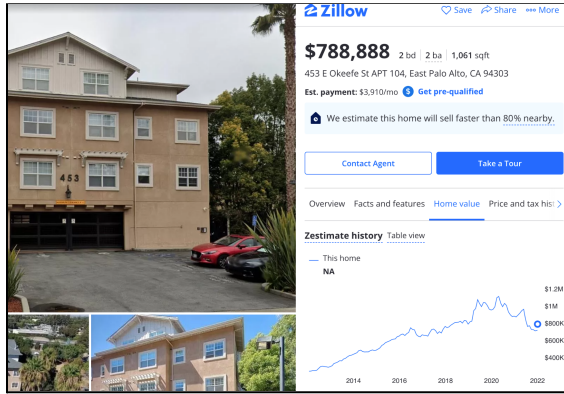 Zillow
Save Share More
$788,888 2 bd 2 ba 1,061 sqft
453 E Okeefe St APT 104, East Palo Alto, CA 94303
Est. payment: $3,910/mo $ Get pre-qualified
We estimate this home will sell faster than 80% nearby.
Contact Agent Take a Tour
Overview Facts and features Home value Price and tax hist
Zestimate history Table view
This home
NA
$1.2M
$1M
$800K
$600K
$400K
2014 2016 2018 2020 2022
453